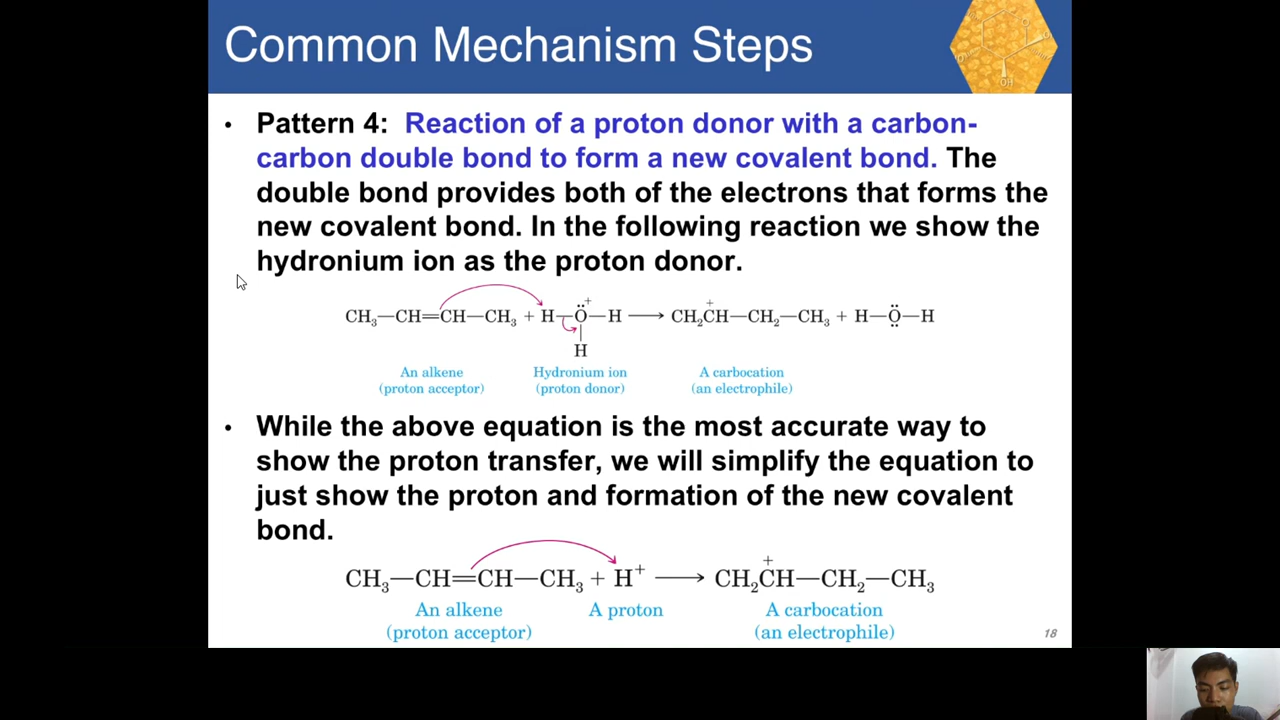 Common Mechanism Steps
• Pattern 4: Reaction of a proton donor with a carbon-
carbon double bond to form a new covalent bond. The
double bond provides both of the electrons that forms the
new covalent bond. In the following reaction we show the
hydronium ion as the proton donor.
CH₃—CH=CH—CH₃ + H—Ö⁺—H ⟶ CH₂C⁺H—CH₂—CH₃ + H—Ö—H
H
An alkene Hydronium ion A carbocation
(proton acceptor) (proton donor) (an electrophile)
• While the above equation is the most accurate way to
show the proton transfer, we will simplify the equation to
just show the proton and formation of the new covalent
bond.
CH₃—CH=CH—CH₃ + H⁺ ⟶ CH₂C⁺H—CH₂—CH₃
An alkene A proton A carbocation
(proton acceptor) (an electrophile)
18
OH